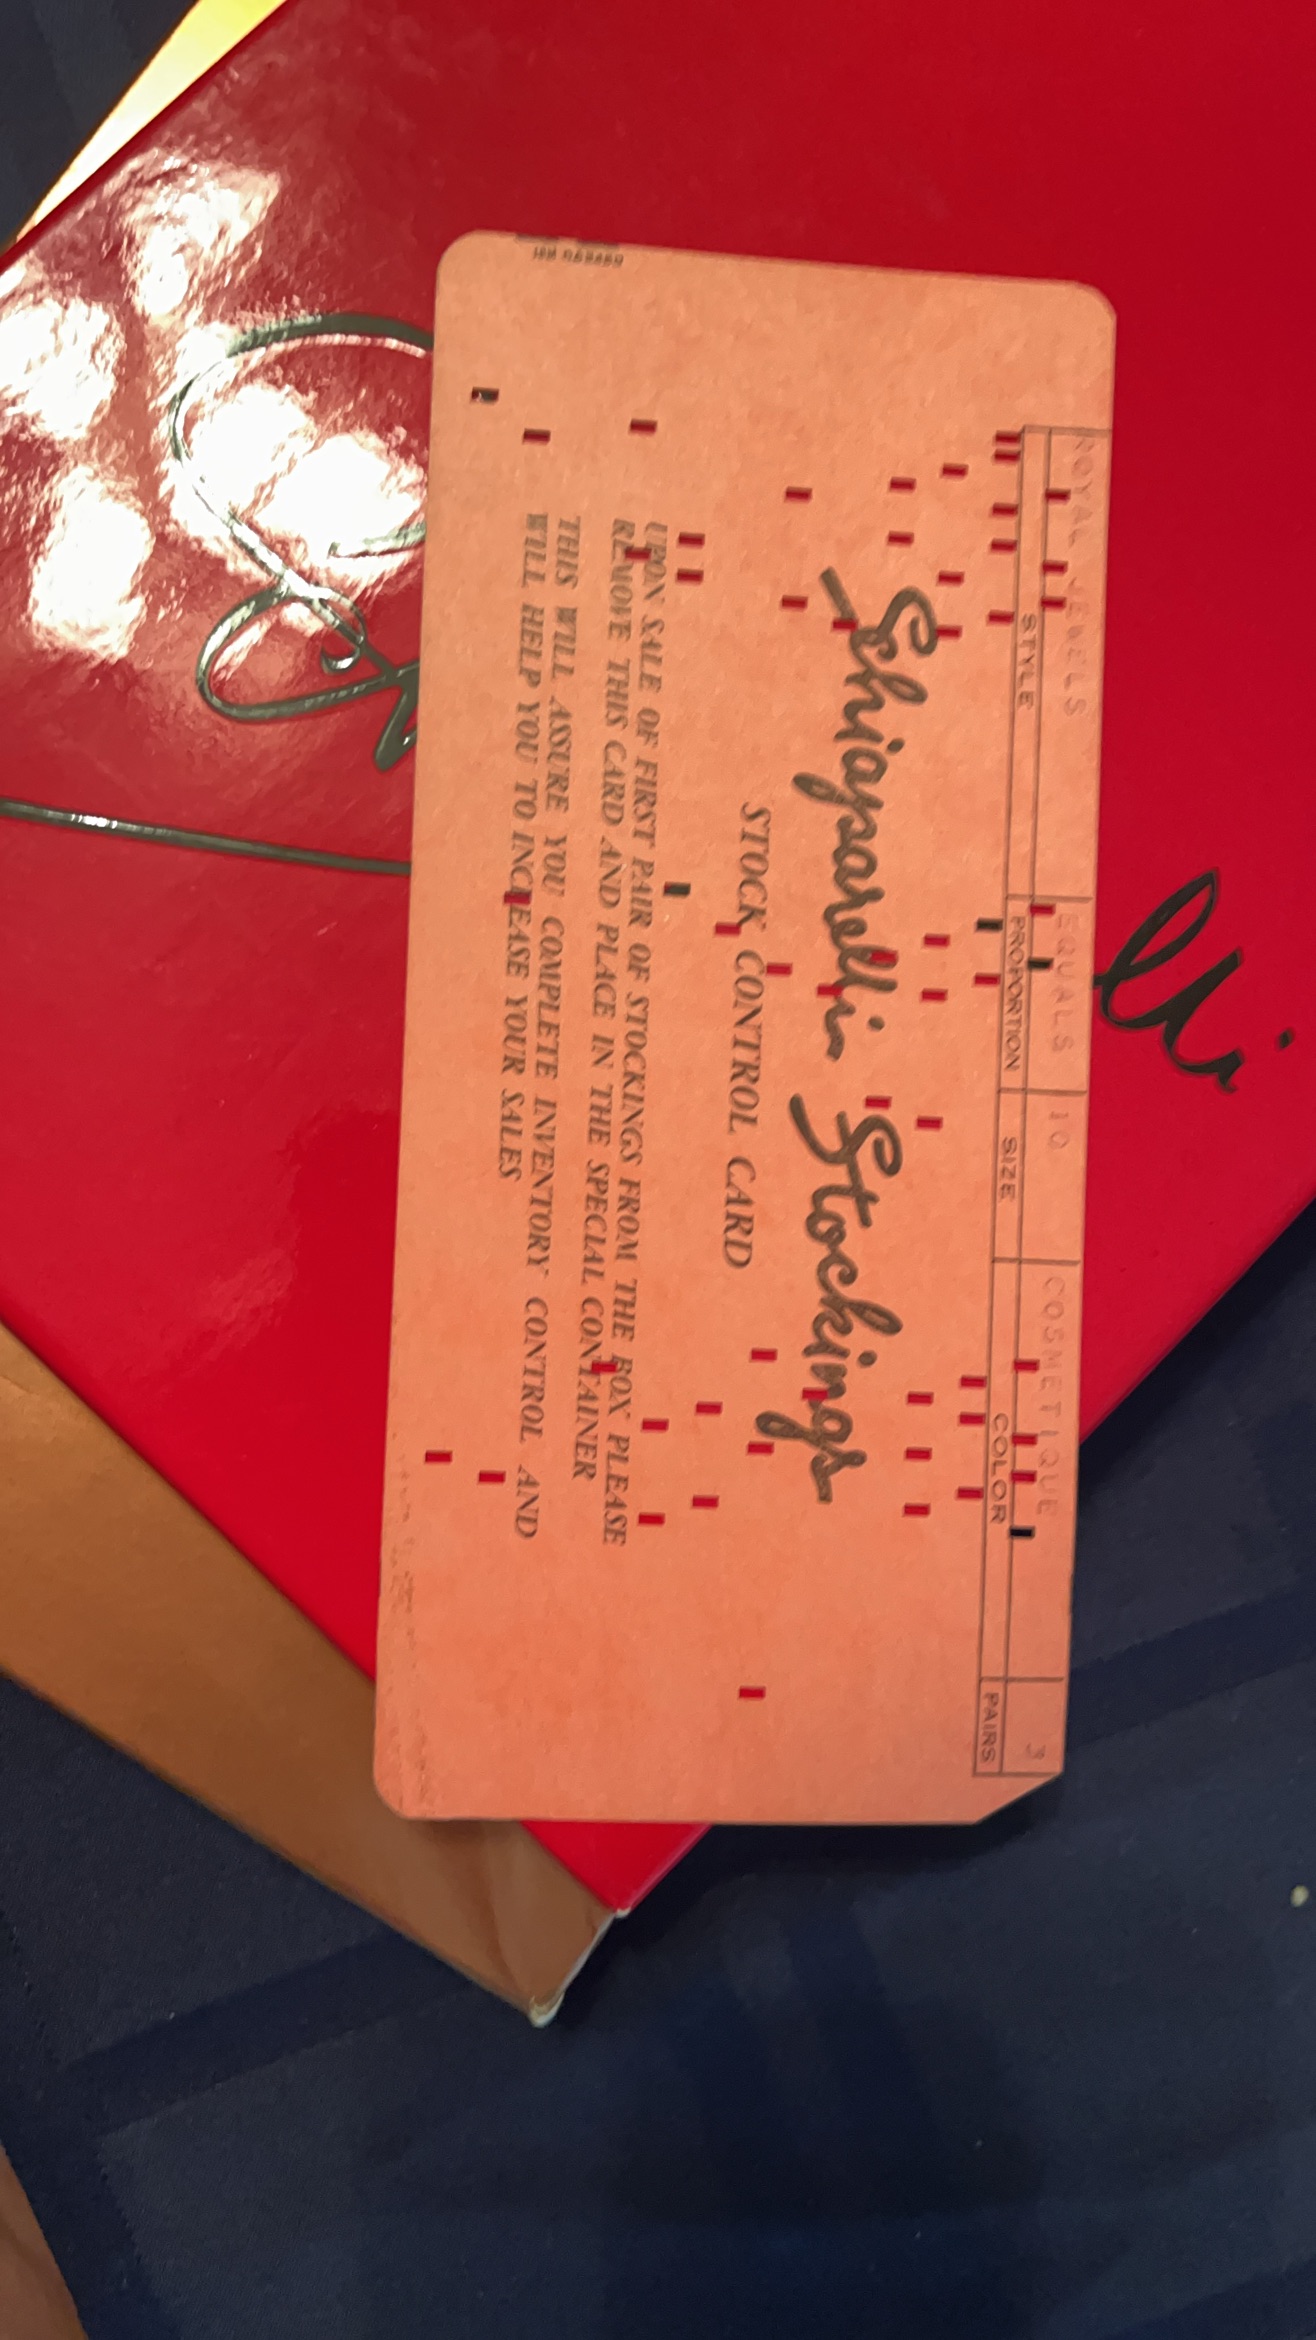 ROYAL JEWELS EQUALS 10 COSMETIQUE 3
STYLE PROPORTION SIZE COLOR PAIRS
Schiaparelli Stockings
STOCK CONTROL CARD
UPON SALE OF FIRST PAIR OF STOCKINGS FROM THE BOX PLEASE
REMOVE THIS CARD AND PLACE IN THE SPECIAL CONTAINER
THIS WILL ASSURE YOU COMPLETE INVENTORY CONTROL AND
WILL HELP YOU TO INCREASE YOUR SALES
lli